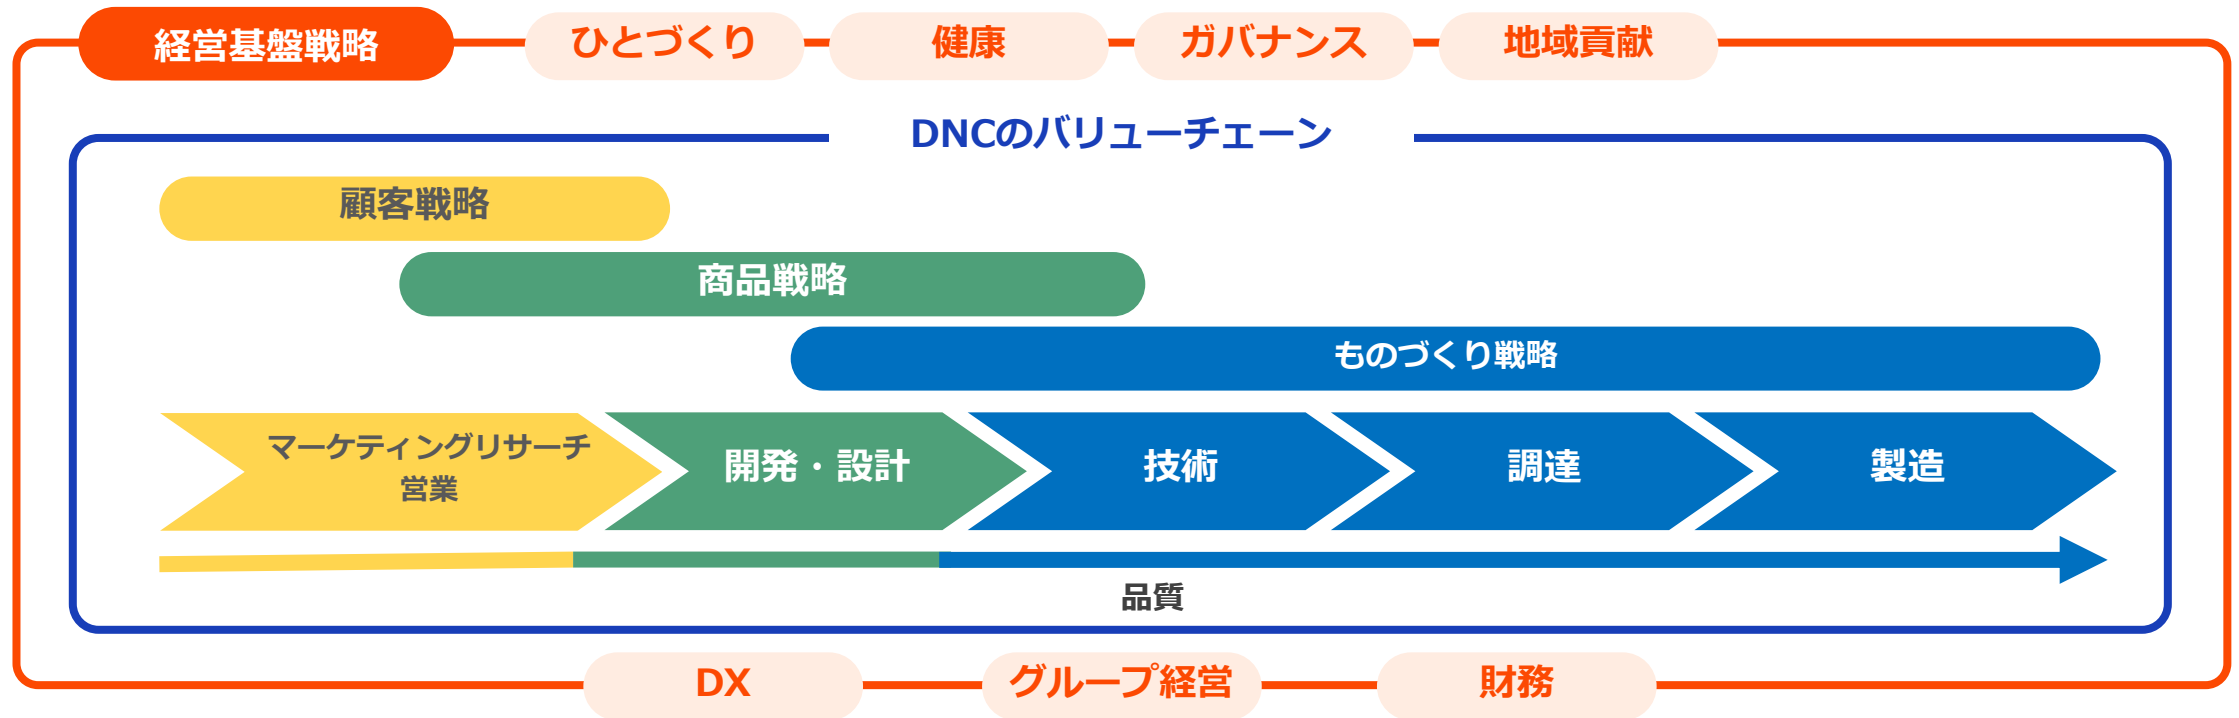 経営基盤戦略
ひとづくり
健康
ガバナンス
地域貢献
DNCのバリューチェーン
顧客戦略
商品戦略
ものづくり戦略
マーケティングリサーチ
営業
開発・設計
技術
調達
製造
品質
DX
グループ経営
財務